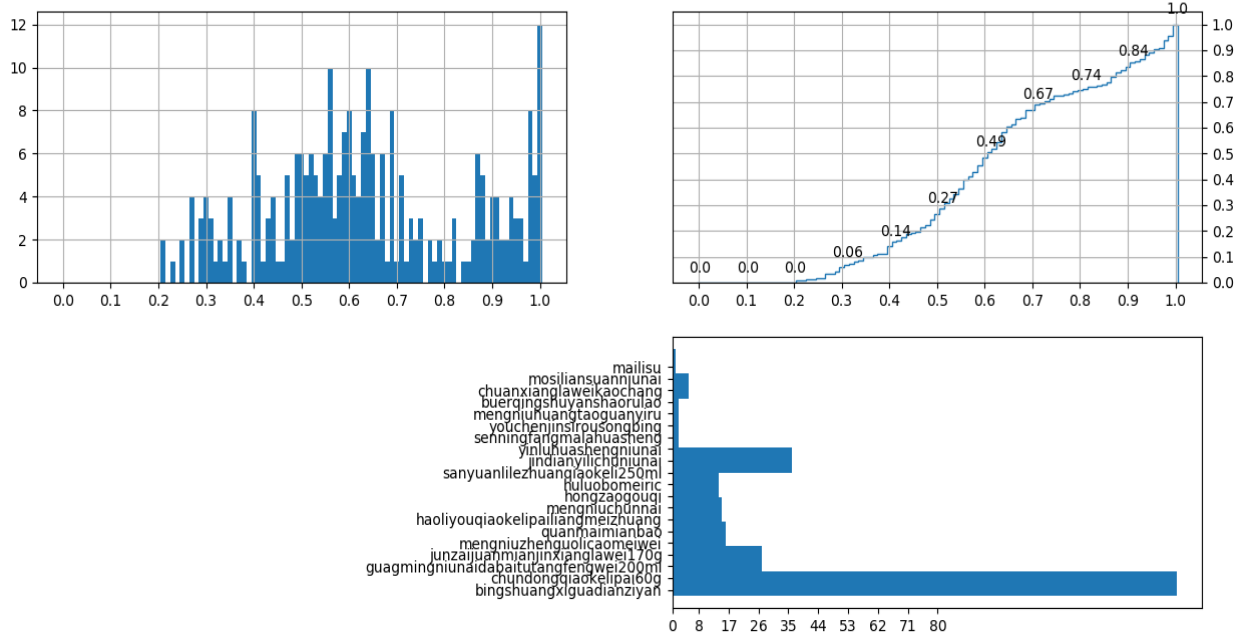 12
10
8
6
4
2
0
0.0 0.1 0.2 0.3 0.4 0.5 0.6 0.7 0.8 0.9 1.0
1.0
0.84
0.74
0.67
0.49
0.27
0.14
0.06
0.0 0.0 0.0
1.0
0.9
0.8
0.7
0.6
0.5
0.4
0.3
0.2
0.1
0.0
0.0 0.1 0.2 0.3 0.4 0.5 0.6 0.7 0.8 0.9 1.0
mailisu
mosiliansuanniunai
chuanxianglaweikaochang
buerqingshuyanshaorulao
mengniuhuangtaoguanyiru
youchenjinsirousongbing
senningfangmalahuasheng
yinluhuashengniunai
jindianyilichuniunai
sanyuanlilezhuangiaokeli250ml
huluobomeiric
hongzaogouqi
mengniuchunnai
haoliyouqiaokelipailiangmeizhuang
quanmaimianbao
mengniuzhenguolicaomeiwei
junzaijuanmianjinxianglawei170g
guagmingniunaidabaitutangfengwei200ml
chundongqiaokelipai60g
bingshuangxiguadianziyan
0 8 17 26 35 44 53 62 71 80